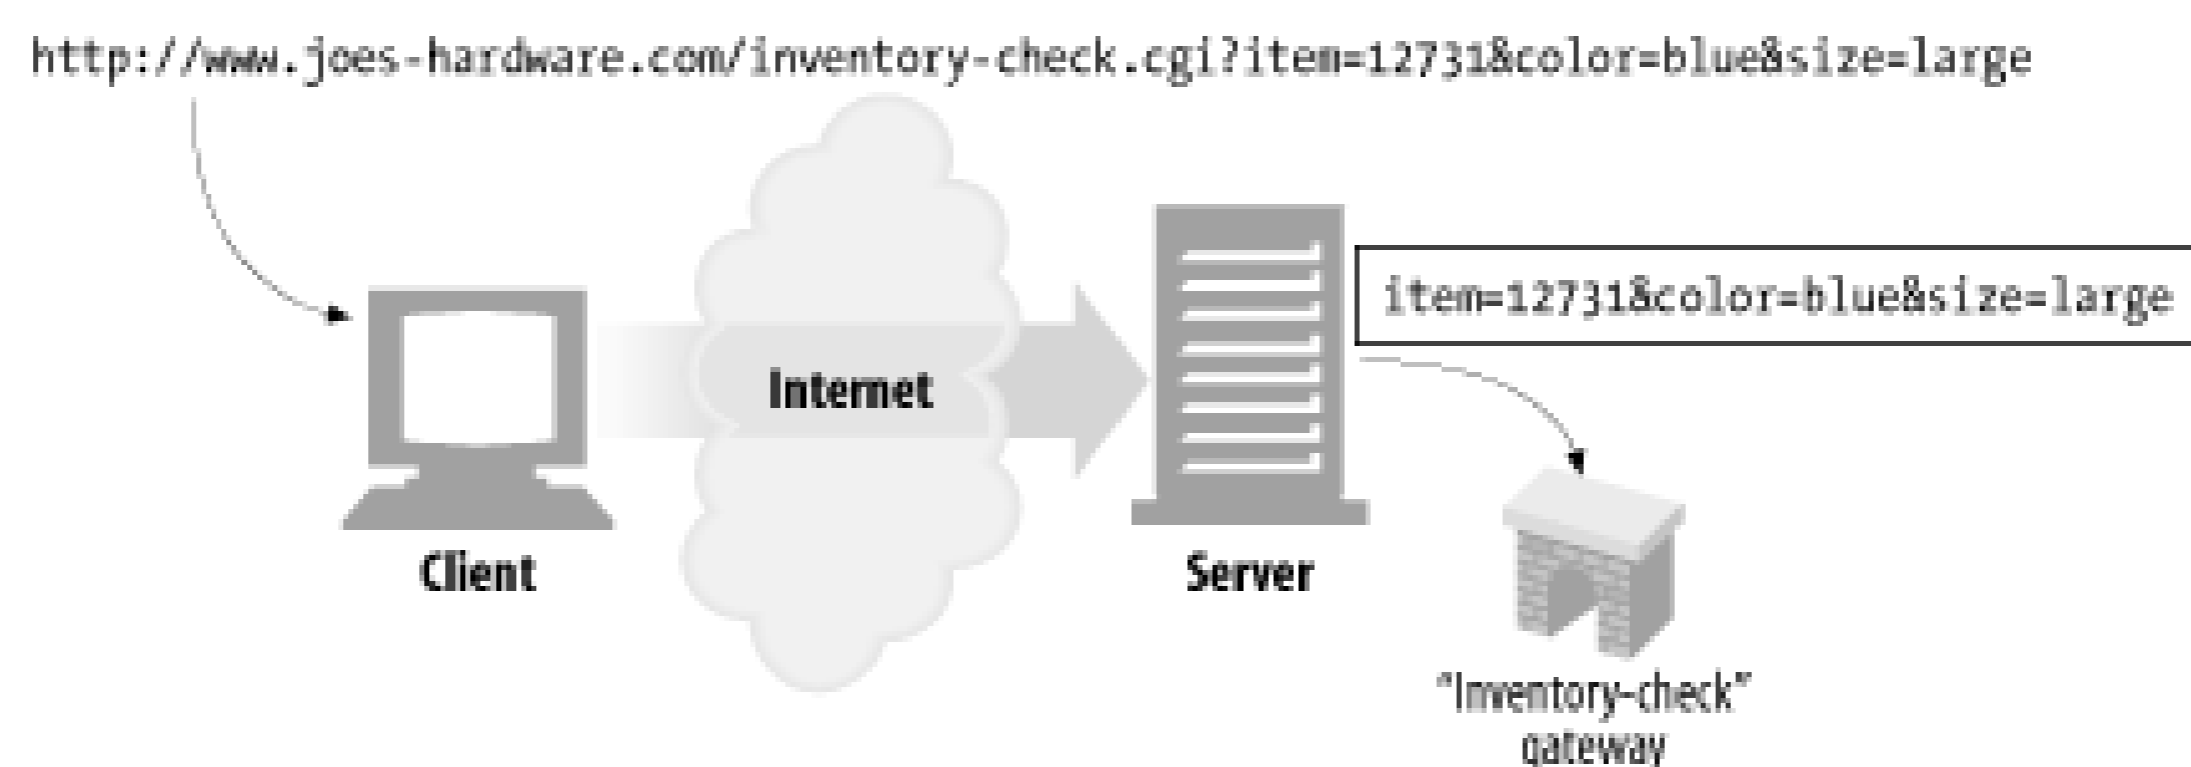 http://www.joes-hardware.com/inventory-check.cgi?item=12731&color=blue&size=large
item=12731&color=blue&size=large
Internet
Client
Server
“Inventory-check”
gateway